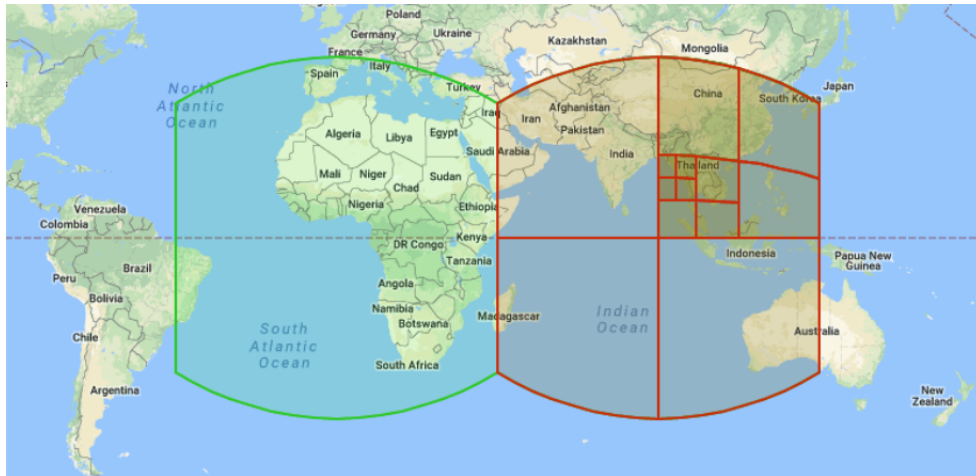 Poland
Germany
Ukraine
Kazakhstan
Mongolia
France
Italy
Spain
Turkey
North
Atlantic
Ocean
China
South Korea
Japan
Iraq
Iran
Afghanistan
Pakistan
Algeria
Libya
Egypt
Saudi Arabia
India
Thailand
Mali
Niger
Chad
Sudan
Nigeria
Ethiopia
Venezuela
Colombia
DR Congo
Kenya
Tanzania
Indonesia
Papua New
Guinea
Brazil
Peru
Bolivia
Angola
Namibia
Botswana
Madagascar
Indian
Ocean
Chile
South
Atlantic
Ocean
South Africa
Australia
Argentina
New
Zealand